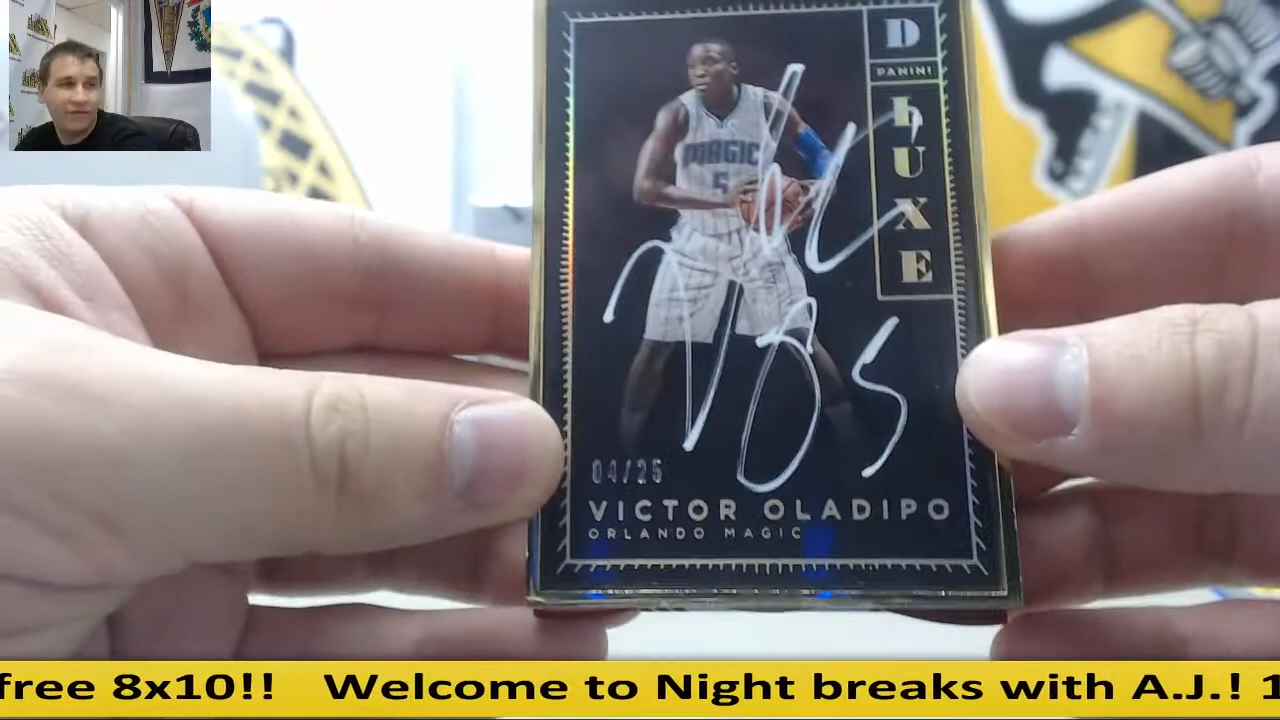 D
PANINI
LUXE
MAGIC
5
04/25
VICTOR OLADIPO
ORLANDO MAGIC
free 8x10!! Welcome to Night breaks with A.J.! 1